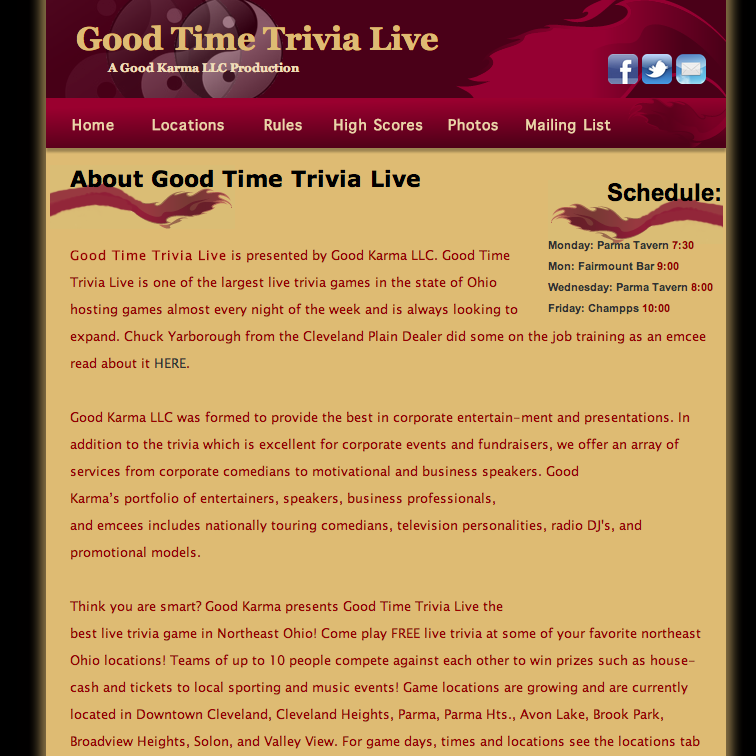 Good Time Trivia Live
A Good Karma LLC Production
Home Locations Rules High Scores Photos Mailing List
About Good Time Trivia Live
Schedule:
Monday: Parma Tavern 7:30
Mon: Fairmount Bar 9:00
Wednesday: Parma Tavern 8:00
Friday: Champps 10:00
Good Time Trivia Live is presented by Good Karma LLC. Good Time
Trivia Live is one of the largest live trivia games in the state of Ohio
hosting games almost every night of the week and is always looking to
expand. Chuck Yarborough from the Cleveland Plain Dealer did some on the job training as an emcee
read about it HERE.
Good Karma LLC was formed to provide the best in corporate entertain-ment and presentations. In
addition to the trivia which is excellent for corporate events and fundraisers, we offer an array of
services from corporate comedians to motivational and business speakers. Good
Karma's portfolio of entertainers, speakers, business professionals,
and emcees includes nationally touring comedians, television personalities, radio DJ's, and
promotional models.
Think you are smart? Good Karma presents Good Time Trivia Live the
best live trivia game in Northeast Ohio! Come play FREE live trivia at some of your favorite northeast
Ohio locations! Teams of up to 10 people compete against each other to win prizes such as house-
cash and tickets to local sporting and music events! Game locations are growing and are currently
located in Downtown Cleveland, Cleveland Heights, Parma, Parma Hts., Avon Lake, Brook Park,
Broadview Heights, Solon, and Valley View. For game days, times and locations see the locations tab